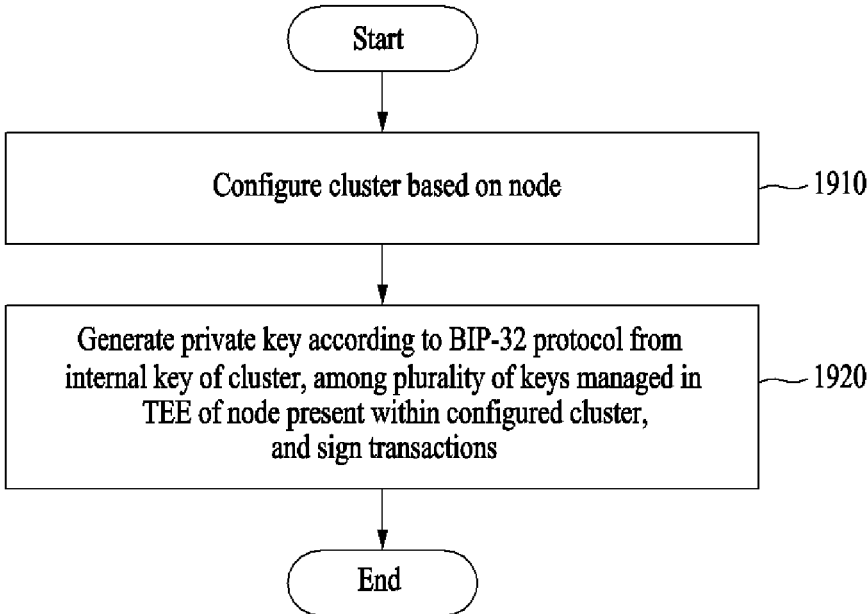 Start
Configure cluster based on node
1910
Generate private key according to BIP-32 protocol from
internal key of cluster, among plurality of keys managed in
TEE of node present within configured cluster,
and sign transactions
1920
End